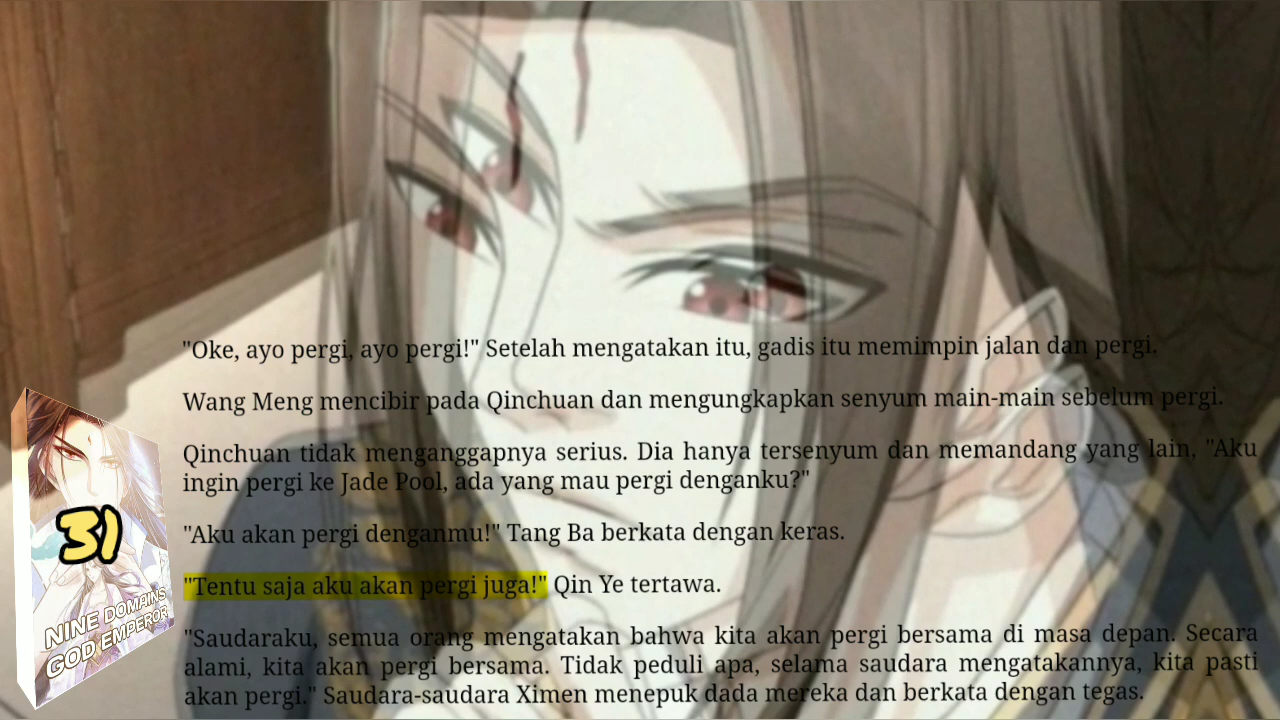 "Oke, ayo pergi, ayo pergi!" Setelah mengatakan itu, gadis itu memimpin jalan dan pergi.
Wang Meng mencibir pada Qinchuan dan mengungkapkan senyum main-main sebelum pergi.
Qinchuan tidak menganggapnya serius. Dia hanya tersenyum dan memandang yang lain, "Aku
ingin pergi ke Jade Pool, ada yang mau pergi denganku?"
"Aku akan pergi denganmu!" Tang Ba berkata dengan keras.
"Tentu saja aku akan pergi juga!" Qin Ye tertawa.
"Saudaraku, semua orang mengatakan bahwa kita akan pergi bersama di masa depan. Secara
alami, kita akan pergi bersama. Tidak peduli apa, selama saudara mengatakannya, kita pasti
akan pergi." Saudara-saudara Ximen menepuk dada mereka dan berkata dengan tegas.
31
NINE DOMAINS
GOD EMPEROR